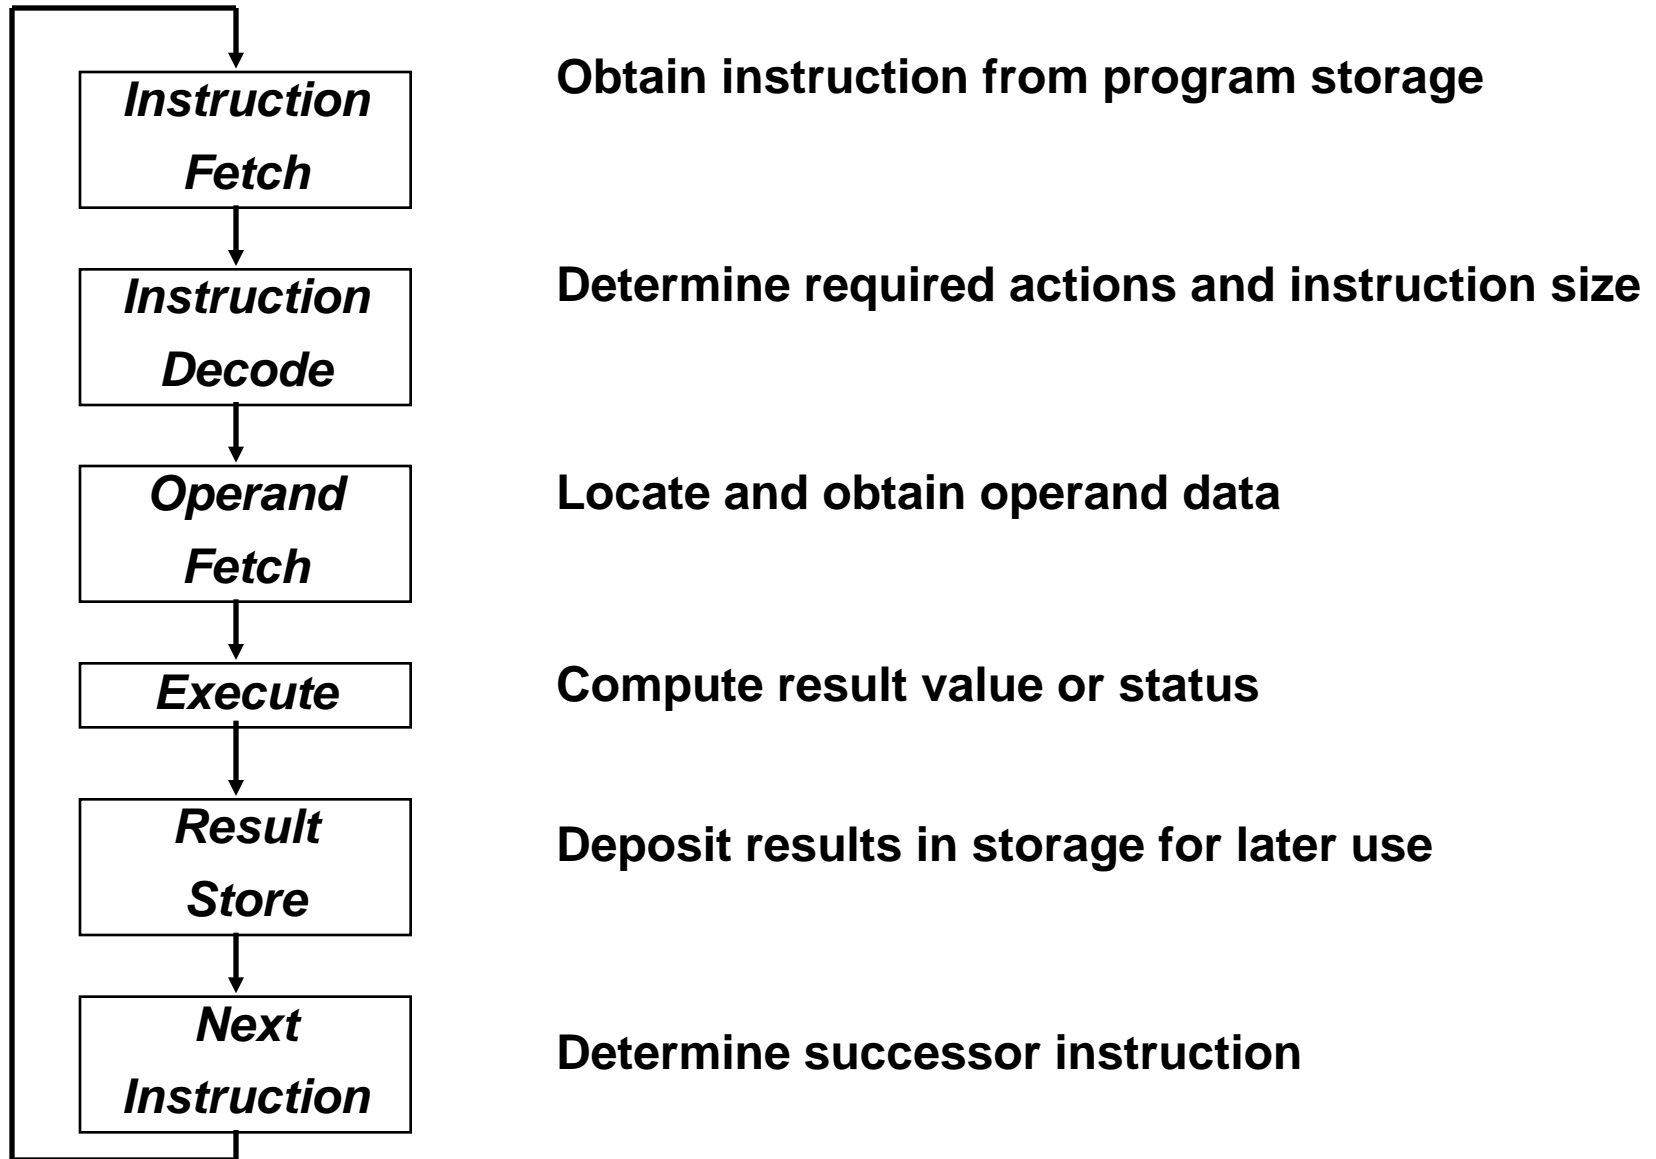 Instruction
Fetch
Obtain instruction from program storage
Instruction
Decode
Determine required actions and instruction size
Operand
Fetch
Locate and obtain operand data
Execute
Compute result value or status
Result
Store
Deposit results in storage for later use
Next
Instruction
Determine successor instruction